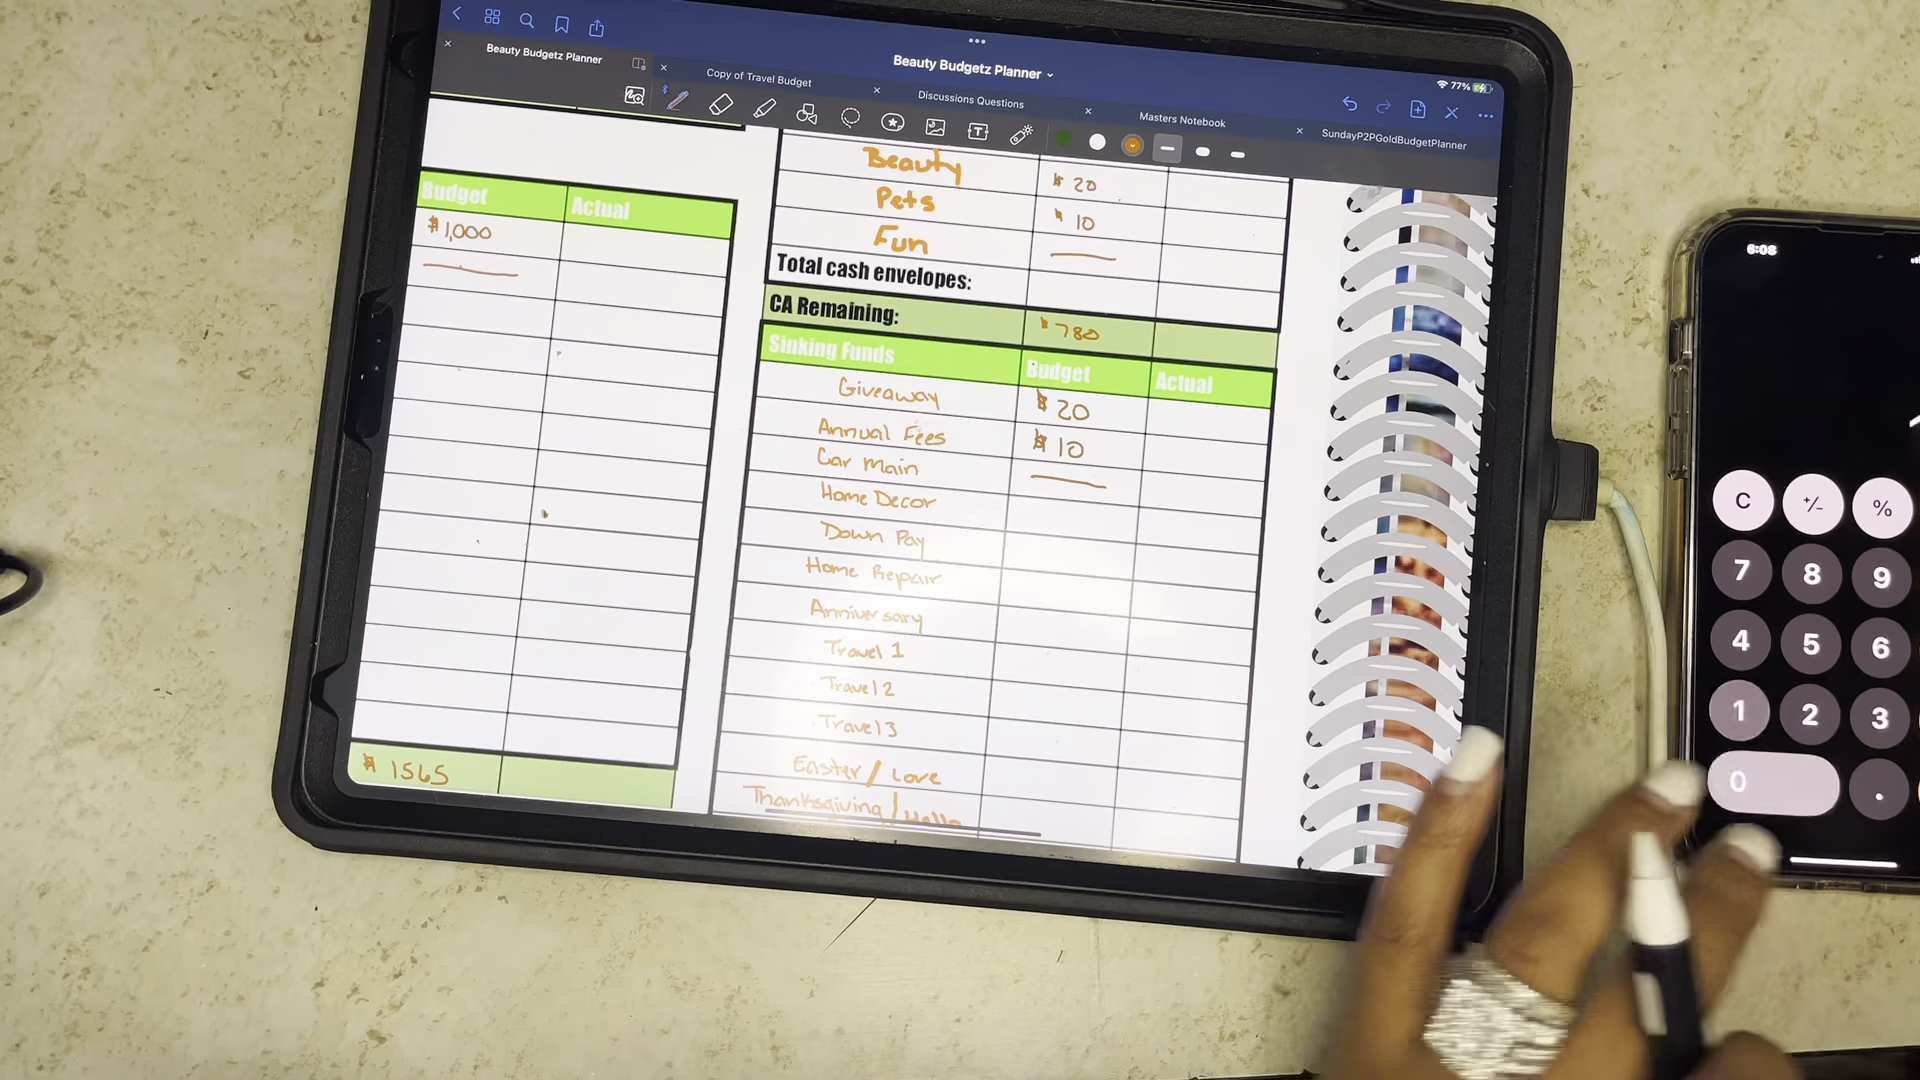 Beauty Budgetz Planner
77%
Beauty Budgetz Planner
Copy of Travel Budget
Discussions Questions
Masters Notebook
SundayP2PGoldBudgetPlanner
Budget Actual
$1,000
$ 1565
Beauty $ 20
Pets $ 10
Fun
Total cash envelopes:
CA Remaining: $780
Sinking Funds Budget Actual
Giveaway $ 20
Annual Fees $ 10
Car Main
Home Decor
Down Pay
Home Repair
Anniversary
Travel 1
Travel 2
Travel 3
Easter / Love
Thanksgiving / Hallo
6:08
C +/- %
7 8 9
4 5 6
1 2 3
0 .